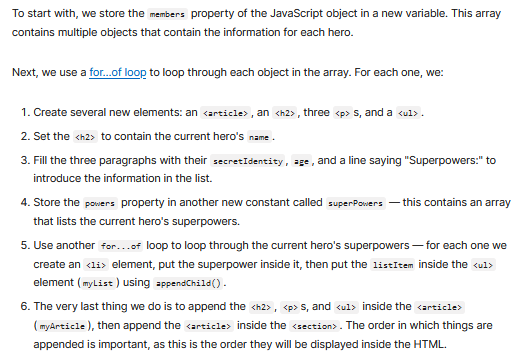 To start with, we store the members property of the JavaScript object in a new variable. This array
contains multiple objects that contain the information for each hero.
Next, we use a for...of loop to loop through each object in the array. For each one, we:
1. Create several new elements: an <article>, an <h2>, three <p> s, and a <ul>.
2. Set the <h2> to contain the current hero's name.
3. Fill the three paragraphs with their secretIdentity, age, and a line saying "Superpowers:" to
introduce the information in the list.
4. Store the powers property in another new constant called superPowers — this contains an array
that lists the current hero's superpowers.
5. Use another for...of loop to loop through the current hero's superpowers — for each one we
create an <li> element, put the superpower inside it, then put the listItem inside the <ul>
element (myList) using appendChild().
6. The very last thing we do is to append the <h2>, <p> s, and <ul> inside the <article>
(myArticle), then append the <article> inside the <section>. The order in which things are
appended is important, as this is the order they will be displayed inside the HTML.